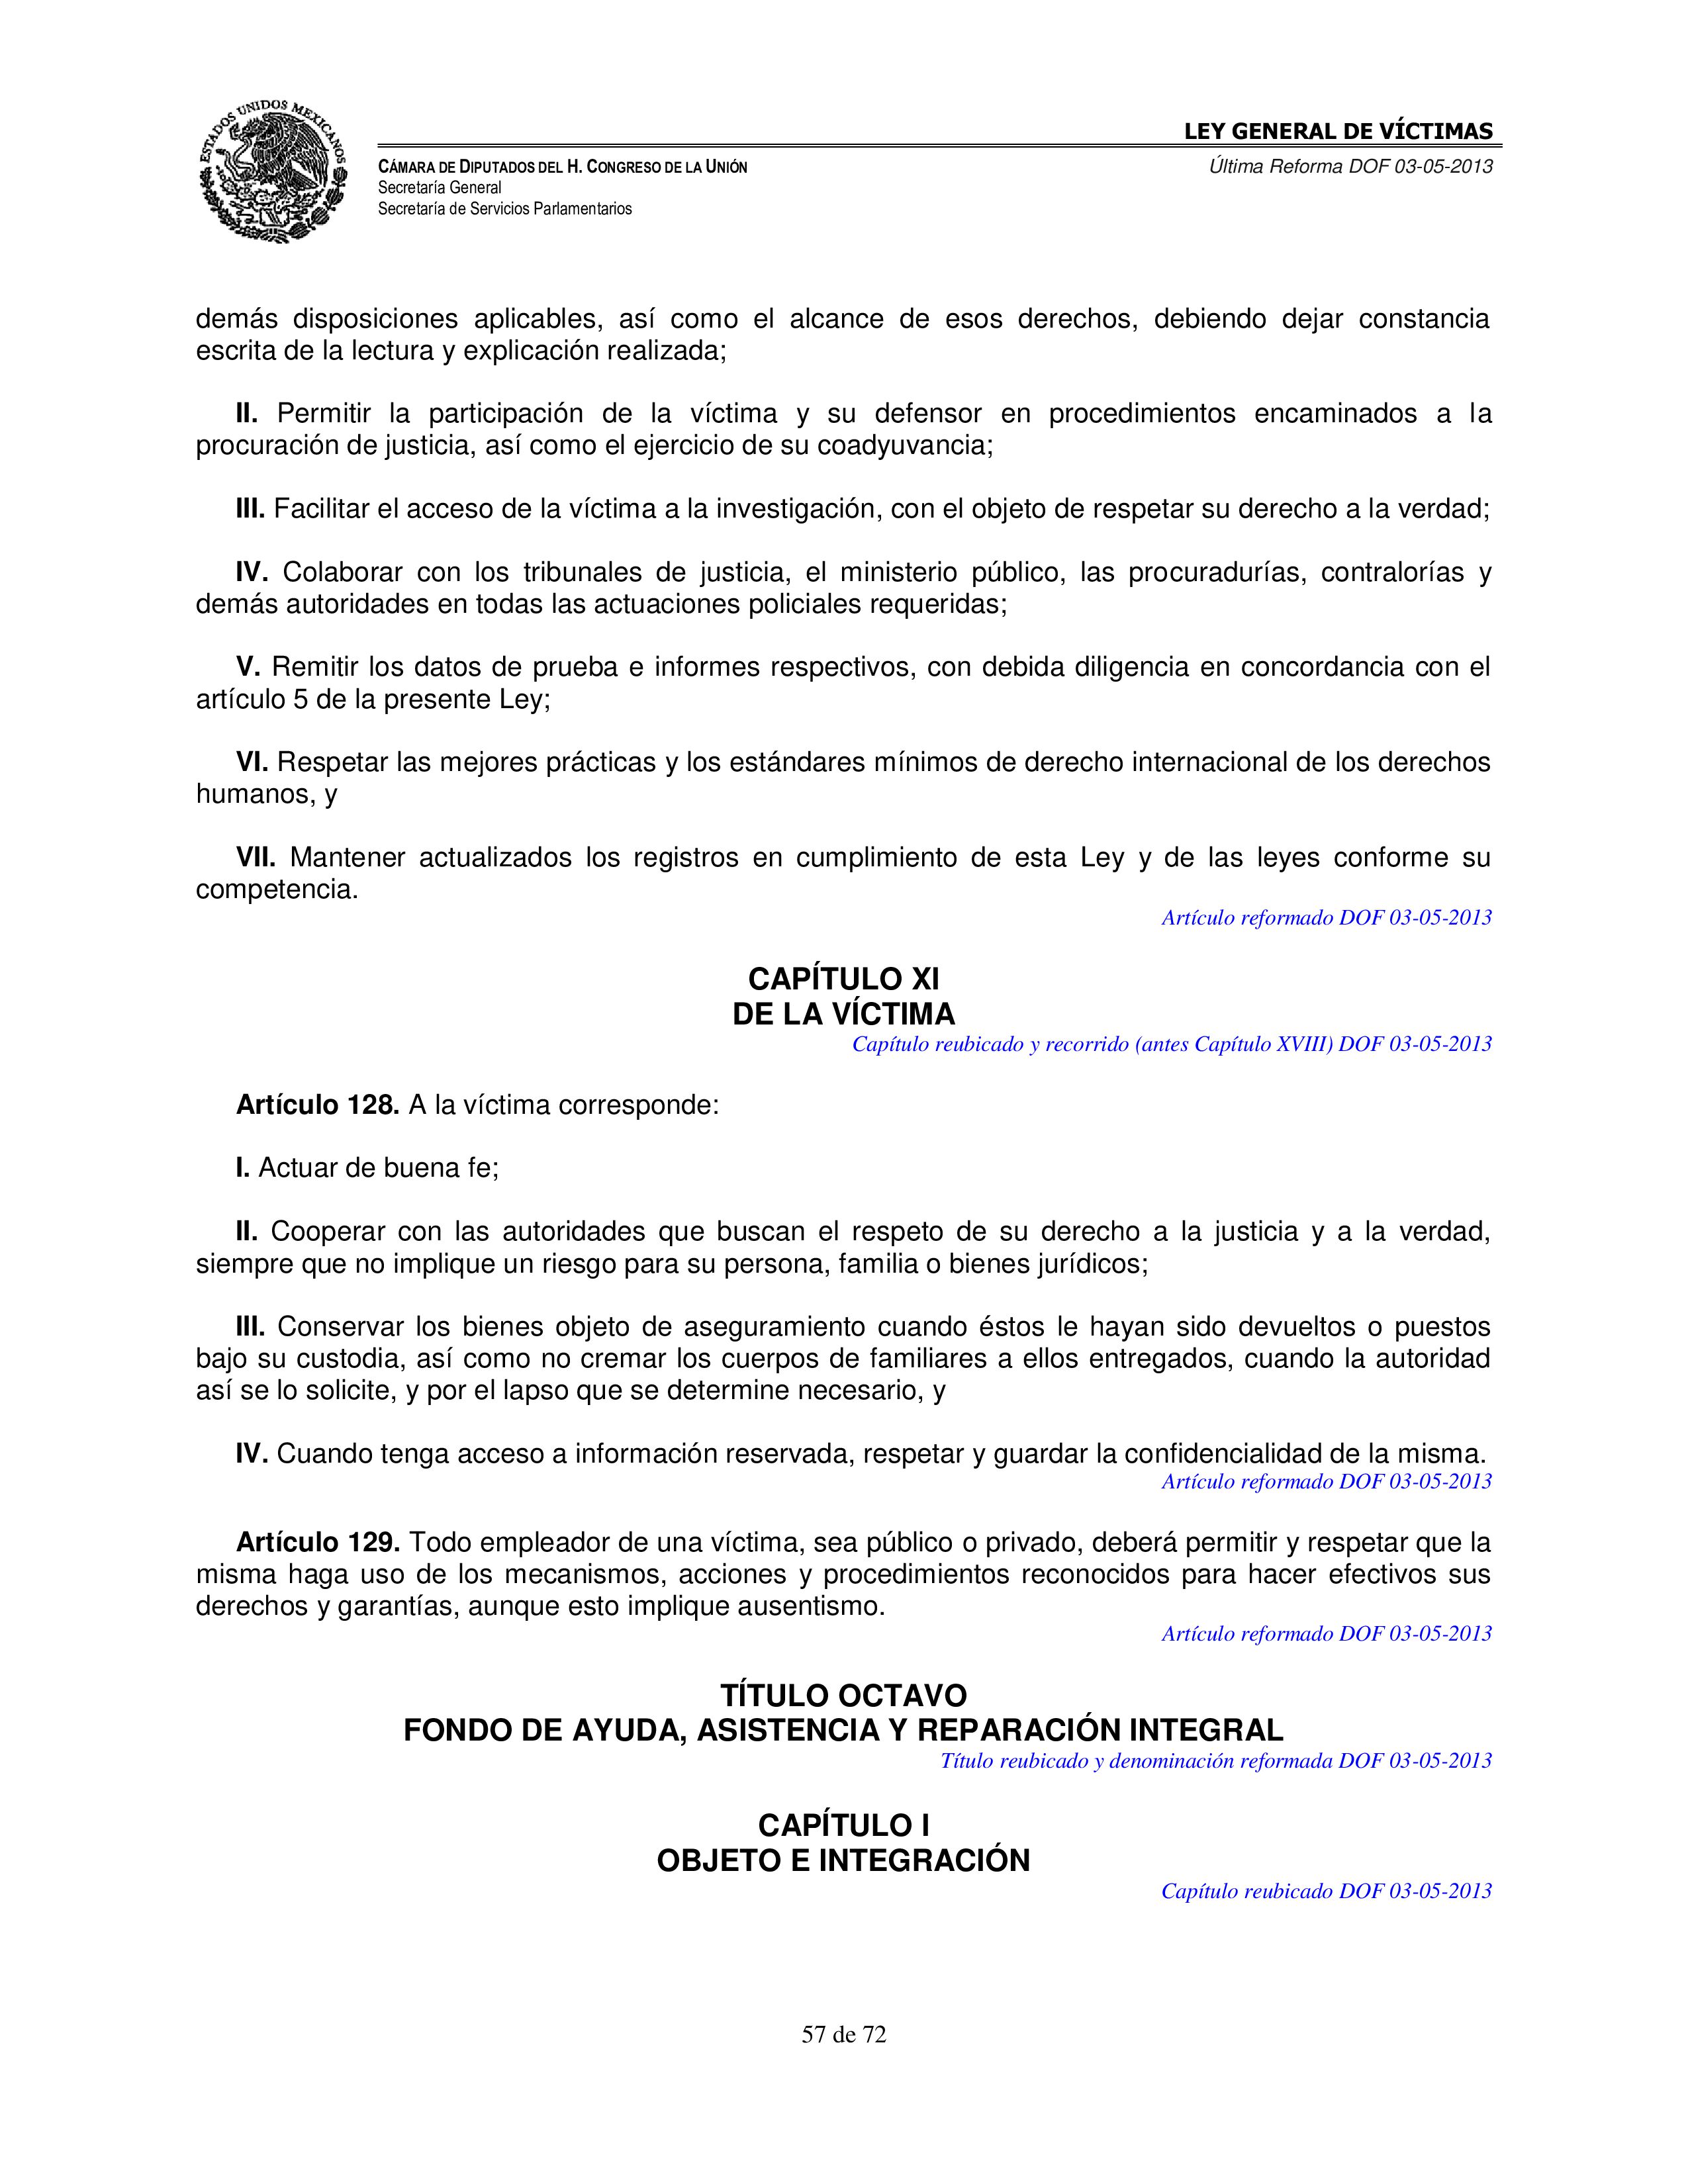 ESTADOS UNIDOS MEXICANOS
LEY GENERAL DE VÍCTIMAS
CÁMARA DE DIPUTADOS DEL H. CONGRESO DE LA UNIÓN
Última Reforma DOF 03-05-2013
Secretaría General
Secretaría de Servicios Parlamentarios
demás disposiciones aplicables, así como el alcance de esos derechos, debiendo dejar constancia
escrita de la lectura y explicación realizada;
II. Permitir la participación de la víctima y su defensor en procedimientos encaminados a la
procuración de justicia, así como el ejercicio de su coadyuvancia;
III. Facilitar el acceso de la víctima a la investigación, con el objeto de respetar su derecho a la verdad;
IV. Colaborar con los tribunales de justicia, el ministerio público, las procuradurías, contralorías y
demás autoridades en todas las actuaciones policiales requeridas;
V. Remitir los datos de prueba e informes respectivos, con debida diligencia en concordancia con el
artículo 5 de la presente Ley;
VI. Respetar las mejores prácticas y los estándares mínimos de derecho internacional de los derechos
humanos, y
VII. Mantener actualizados los registros en cumplimiento de esta Ley y de las leyes conforme su
competencia.
Artículo reformado DOF 03-05-2013
CAPÍTULO XI
DE LA VÍCTIMA
Capítulo reubicado y recorrido (antes Capítulo XVIII) DOF 03-05-2013
Artículo 128. A la víctima corresponde:
I. Actuar de buena fe;
II. Cooperar con las autoridades que buscan el respeto de su derecho a la justicia y a la verdad,
siempre que no implique un riesgo para su persona, familia o bienes jurídicos;
III. Conservar los bienes objeto de aseguramiento cuando éstos le hayan sido devueltos o puestos
bajo su custodia, así como no cremar los cuerpos de familiares a ellos entregados, cuando la autoridad
así se lo solicite, y por el lapso que se determine necesario, y
IV. Cuando tenga acceso a información reservada, respetar y guardar la confidencialidad de la misma.
Artículo reformado DOF 03-05-2013
Artículo 129. Todo empleador de una víctima, sea público o privado, deberá permitir y respetar que la
misma haga uso de los mecanismos, acciones y procedimientos reconocidos para hacer efectivos sus
derechos y garantías, aunque esto implique ausentismo.
Artículo reformado DOF 03-05-2013
TÍTULO OCTAVO
FONDO DE AYUDA, ASISTENCIA Y REPARACIÓN INTEGRAL
Título reubicado y denominación reformada DOF 03-05-2013
CAPÍTULO I
OBJETO E INTEGRACIÓN
Capítulo reubicado DOF 03-05-2013
57 de 72